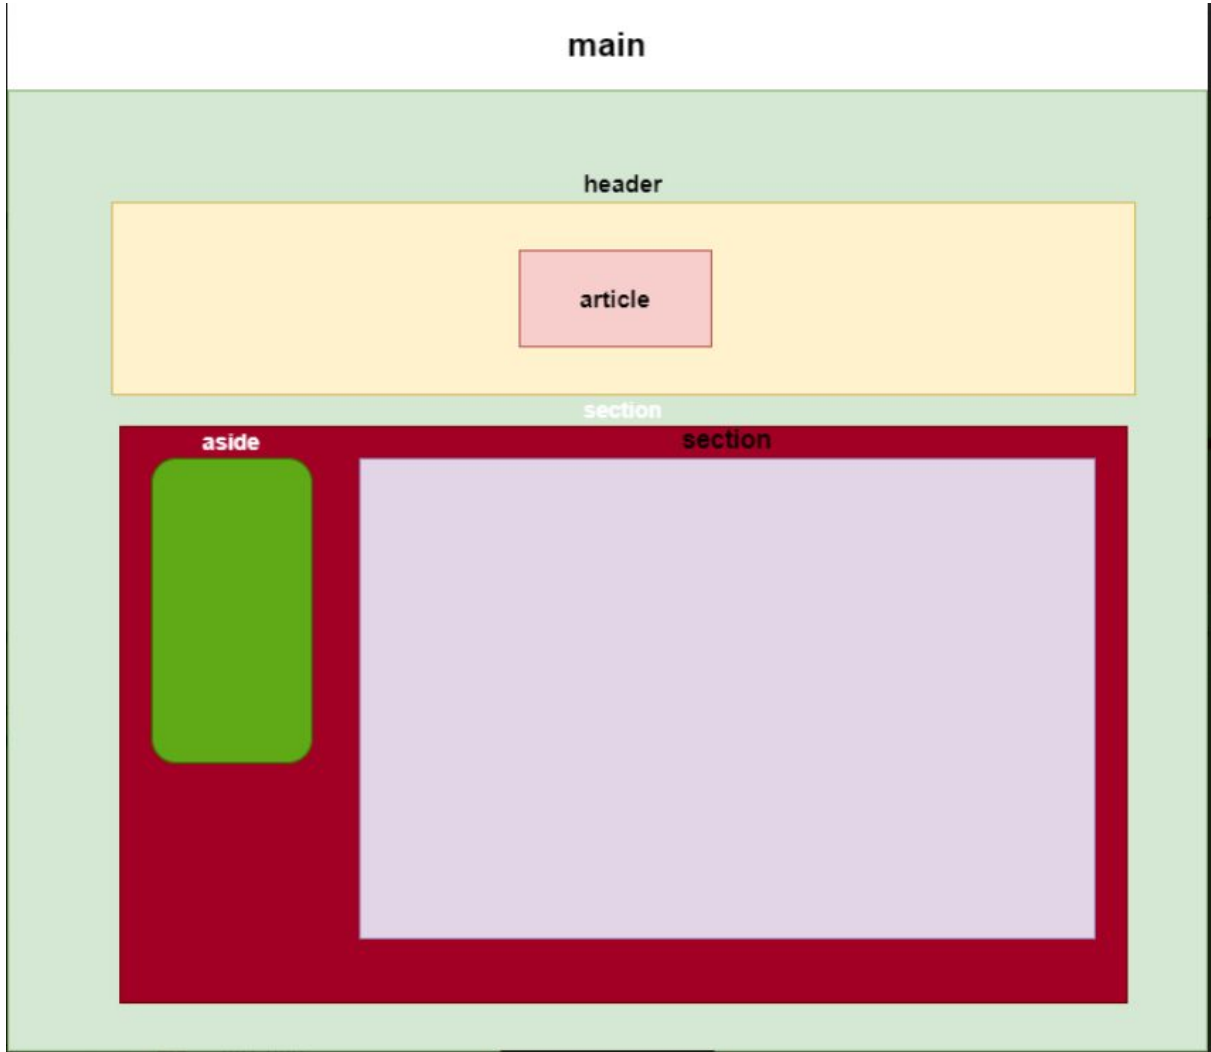 main
header
article
section
aside
section